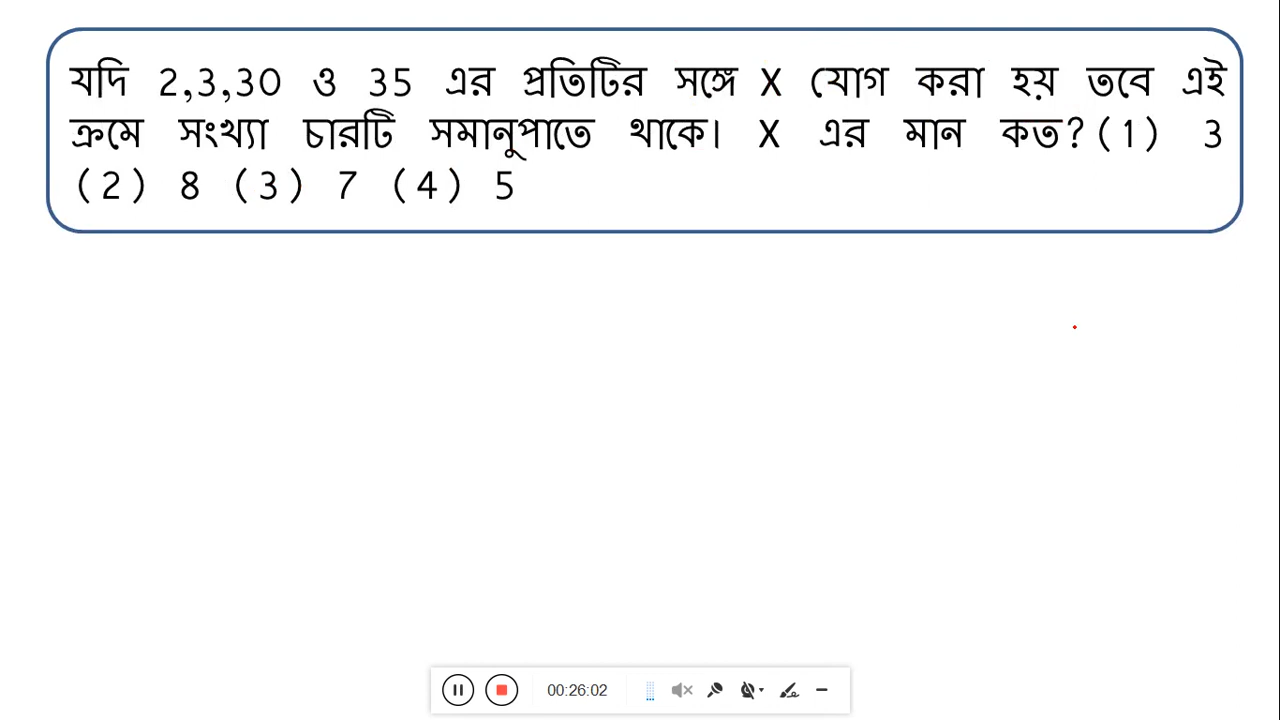 যদি 2,3,30 ও 35 এর প্রতিটির সঙ্গে X যোগ করা হয় তবে এই
ক্রমে সংখ্যা চারটি সমানুপাতে থাকে। X এর মান কত?(1) 3
(2) 8 (3) 7 (4) 5
00:26:02